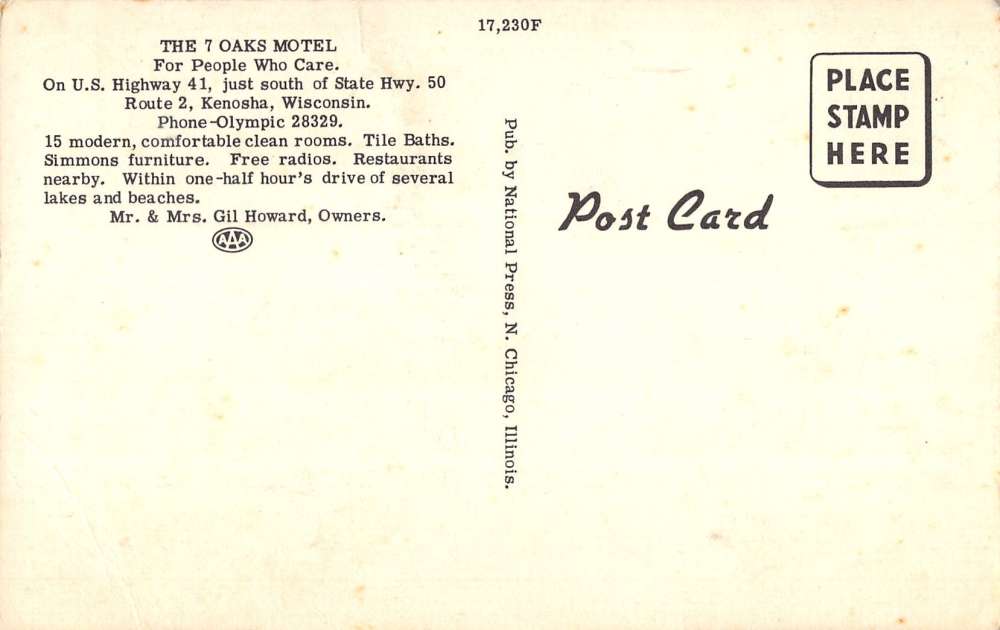 17,230F
THE 7 OAKS MOTEL
For People Who Care.
On U.S. Highway 41, just south of State Hwy. 50
Route 2, Kenosha, Wisconsin.
Phone-Olympic 28329.
15 modern, comfortable clean rooms. Tile Baths.
Simmons furniture. Free radios. Restaurants
nearby. Within one-half hour's drive of several
lakes and beaches.
Mr. & Mrs. Gil Howard, Owners.
AAA
Pub. by National Press, N. Chicago, Illinois.
Post Card
PLACE
STAMP
HERE